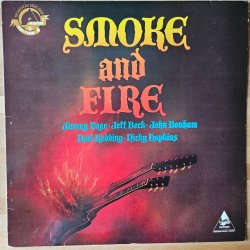 SMOKE
and
FIRE
Jimmy Page · Jeff Beck · John Bonham
Noel Redding · Nicky Hopkins